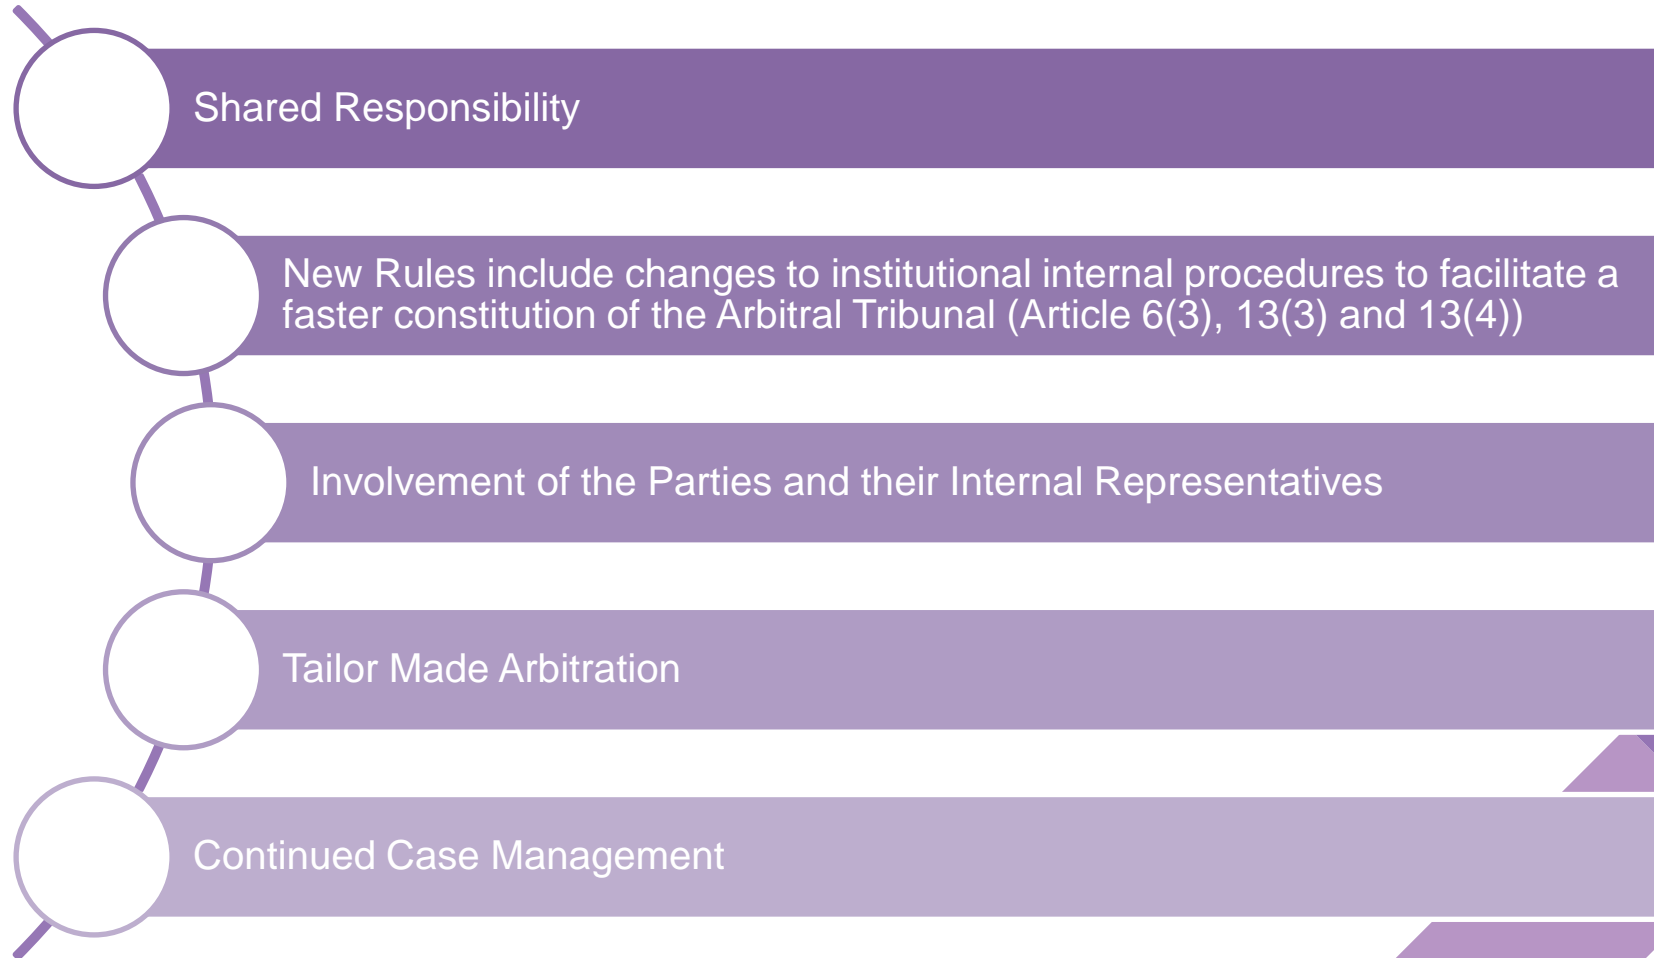 Shared Responsibility
New Rules include changes to institutional internal procedures to facilitate a
faster constitution of the Arbitral Tribunal (Article 6(3), 13(3) and 13(4))
Involvement of the Parties and their Internal Representatives
Tailor Made Arbitration
Continued Case Management